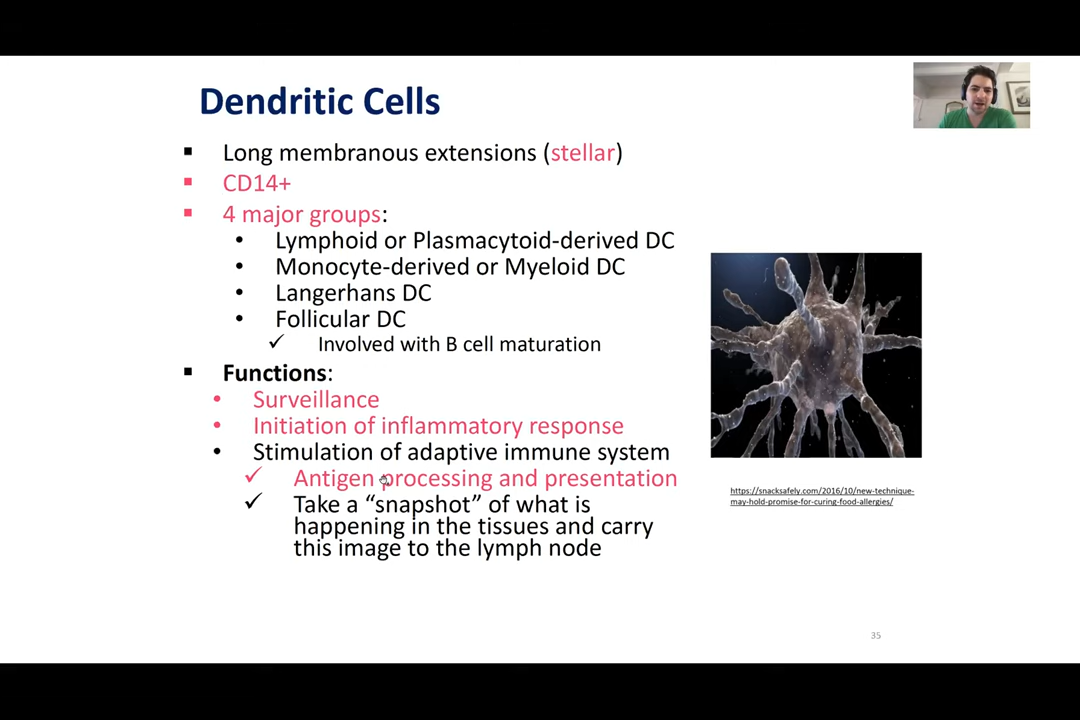 Dendritic Cells
▪ Long membranous extensions (stellar)
▪ CD14+
▪ 4 major groups:
• Lymphoid or Plasmacytoid-derived DC
• Monocyte-derived or Myeloid DC
• Langerhans DC
• Follicular DC
✓ Involved with B cell maturation
▪ Functions:
• Surveillance
• Initiation of inflammatory response
• Stimulation of adaptive immune system
✓ Antigen processing and presentation
✓ Take a “snapshot” of what is
happening in the tissues and carry
this image to the lymph node
https://snacksafely.com/2016/10/new-technique-
may-hold-promise-for-curing-food-allergies/
35